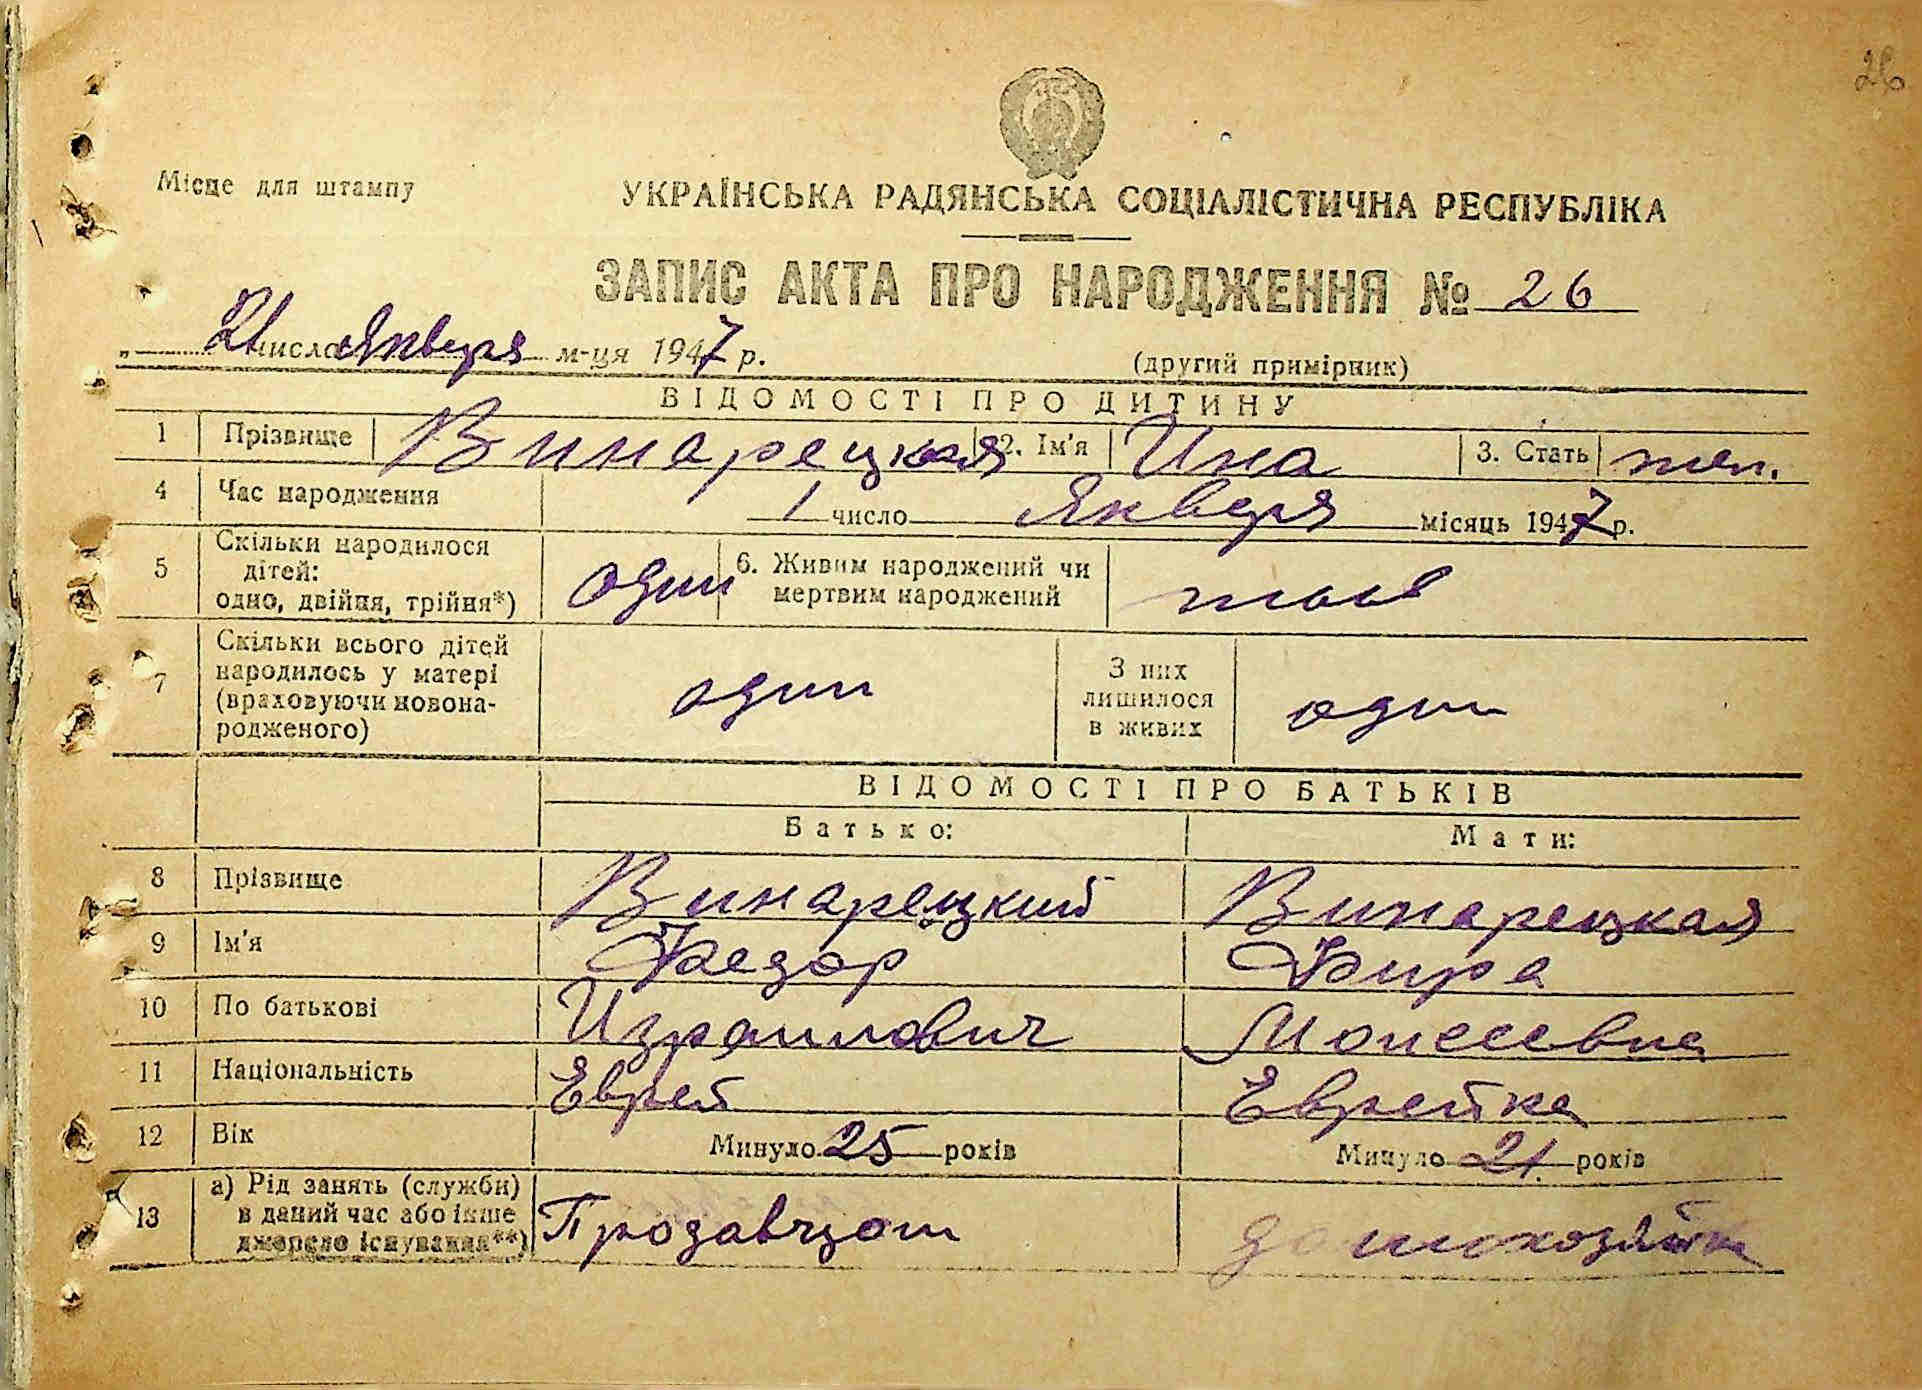 26
Місце для штампу
УКРАЇНСЬКА РАДЯНСЬКА СОЦІАЛІСТИЧНА РЕСПУБЛІКА
ЗАПИС АКТА ПРО НАРОДЖЕННЯ № 26
„ 21 числа Января м-ця 1947 р.
(другий примірник)
ВІДОМОСТІ ПРО ДИТИНУ
1 Прізвище Винарецкая 2. Ім'я Ина 3. Стать жен.
4 Час народження 1 число Января місяць 1947 р.
5 Скільки народилося дітей: одно, двійня, трійня*) один 6. Живим народжений чи мертвим народжений
7 Скільки всього дітей народилось у матері (враховуючи новонародженого) один З них лишилося в живих один
ВІДОМОСТІ ПРО БАТЬКІВ
Батько: Мати:
8 Прізвище Винарецкий Винарецкая
9 Ім'я Федор Фира
10 По батькові Израилович Моисеевна
11 Національність Еврей Еврейка
12 Вік Минуло 25 років Минуло 21. років
13 а) Рід занять (служби) в даний час або інше джерело існування**) Продавцом домохозяйка